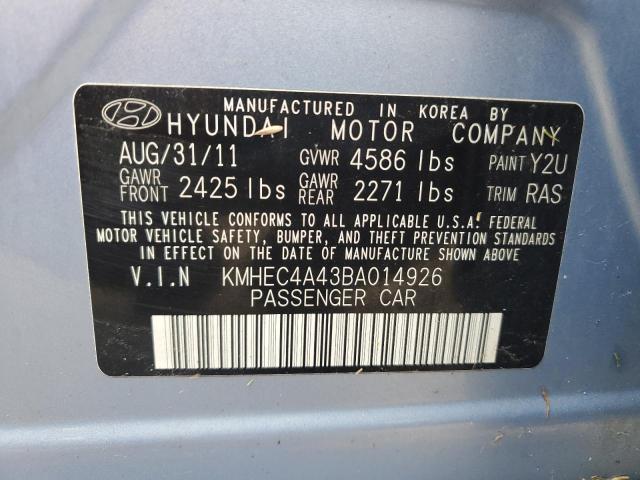 MANUFACTURED IN KOREA BY
HYUNDAI MOTOR COMPANY
AUG/31/11 GVWR 4586 lbs PAINT Y2U
GAWR FRONT 2425 lbs GAWR REAR 2271 lbs TRIM RAS
THIS VEHICLE CONFORMS TO ALL APPLICABLE U.S.A. FEDERAL
MOTOR VEHICLE SAFETY, BUMPER, AND THEFT PREVENTION STANDARDS
IN EFFECT ON THE DATE OF MANUFACTURE SHOWN ABOVE.
V.I.N KMHEC4A43BA014926
PASSENGER CAR